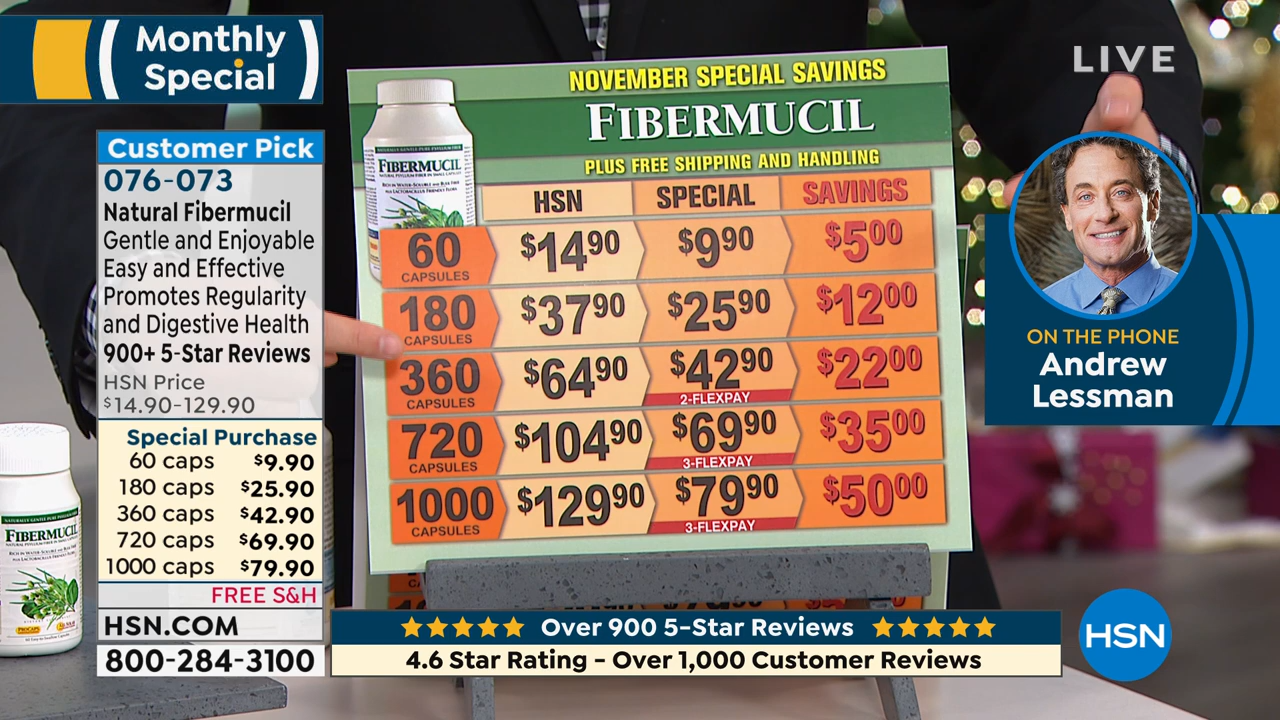 Monthly
Special
LIVE
Customer Pick
076-073
Natural Fibermucil
Gentle and Enjoyable
Easy and Effective
Promotes Regularity
and Digestive Health
900+ 5-Star Reviews
HSN Price
$14.90-129.90
Special Purchase
60 caps $9.90
180 caps $25.90
360 caps $42.90
720 caps $69.90
1000 caps $79.90
FREE S&H
HSN.COM
800-284-3100
NOVEMBER SPECIAL SAVINGS
FIBERMUCIL
PLUS FREE SHIPPING AND HANDLING
HSN SPECIAL SAVINGS
60 CAPSULES $14.90 $9.90 $5.00
180 CAPSULES $37.90 $25.90 $12.00
360 CAPSULES $64.90 $42.90 $22.00
2-FLEXPAY
720 CAPSULES $104.90 $69.90 $35.00
3-FLEXPAY
1000 CAPSULES $129.90 $79.90 $50.00
3-FLEXPAY
FIBERMUCIL
FIBERMUCIL
ON THE PHONE
Andrew
Lessman
Over 900 5-Star Reviews
4.6 Star Rating - Over 1,000 Customer Reviews
HSN